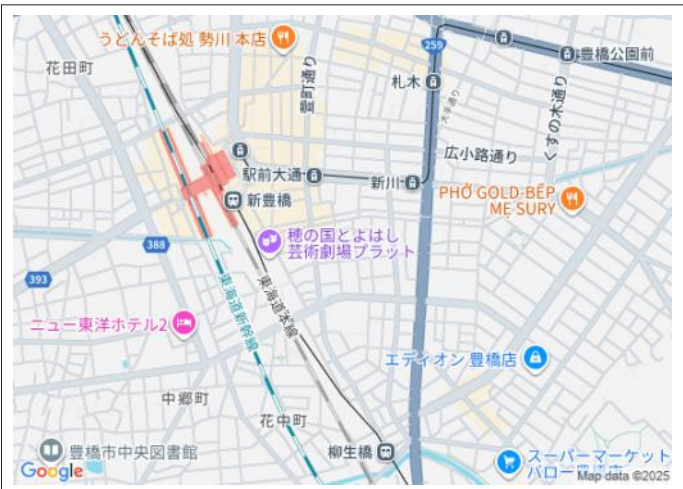 うどんそば処 勢川 本店
花田町
259
豊橋公園前
札木
大手通り
くすの木通り
広小路通り
駅前大通
新川
新豊橋
PHỞ GOLD-BẾP
MẸ SURY
穂の国とよはし
芸術劇場プラット
388
393
東海道新幹線
東海道本線
ニュー東洋ホテル2
エディオン 豊橋店
中郷町
花中町
豊橋市中央図書館
柳生橋
スーパーマーケット
Google
Map data ©2025